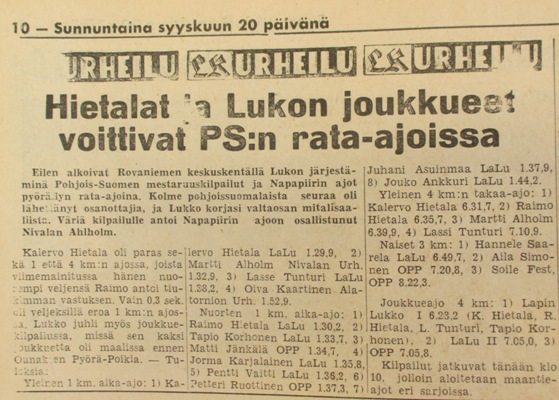 10 — Sunnuntaina syyskuun 20 päivänä
URHEILU LK URHEILU LK URHEILU
Hietalat ja Lukon joukkueet
voittivat PS:n rata-ajoissa
Eilen alkoivat Rovaniemen keskuskentällä Lukon järjestä-
minä Pohjois-Suomen mestaruuskilpailut ja Napapiirin ajot
pyöräilyn rata-ajoina. Kolme pohjoissuomalaista seuraa oli
lähettänyt osanottajia, ja Lukko korjasi valtaosan mitalisaa-
liista. Väriä kilpailulle antoi Napapiirin ajoon osallistunut
Nivalan Ahlholm.
Kalervo Hietala oli paras se-
kä 1 että 4 km:n ajossa, joista
viimemainitussa hänen nuo-
rempi veljensä Raimo antoi tiu-
kimman vastuksen. Vain 0,3 sek.
oli veljeksillä eroa 1 km:n ajos-
sa. Lukko juhli myös joukkue-
kilpailussa, missä sen kaksi
joukkuetta oli maalissa ennen
Ounaksen Pyörä-Poikia. — Tu-
loksia:
Yleinen 1 km. aika-ajo: 1) Ka-
lervo Hietala LaLu 1.29,9, 2)
Martti Alholm Nivalan Urh.
1.32,9, 3) Lasse Tunturi LaLu
1.38,2, 4) Oiva Kaartinen Ala-
tornion Urh. 1.52,9.
Nuorten 1 km. aika-ajo: 1)
Raimo Hietala LaLu 1.30,2, 2)
Tapio Korhonen LaLu 1.33,7, 3)
Matti Jänkälä OPP 1.34,7, 4)
Jorma Karjalainen LaLu 1.35,8,
5) Pentti Vaitti LaLu 1.36,2, 6)
Petteri Ruottinen OPP 1.37,3, 7)
Juhani Asuinmaa LaLu 1.37,9,
8) Jouko Ankkuri LaLu 1.44,2.
Yleinen 4 km:n takaa-ajo: 1)
Kalervo Hietala 6.31,7, 2) Raimo
Hietala 6.35,7, 3) Martti Alholm
6.39,9, 4) Lassi Tunturi 7.10,9.
Naiset 3 km.: 1) Hannele Saa-
rela LaLu 6.49,7, 2) Aila Simo-
nen OPP 7.20,8, 3) Soile Fest
OPP 8.22,3.
Joukkueajo 4 km: 1) Lapin
Lukko I 6.23,2 (K. Hietala, R.
Hietala, L. Tunturi, Tapio Kor-
honen), 2) LaLu II 7.05,0, 3)
OPP 7.05,8.
Kilpailut jatkuvat tänään klo
10, jolloin aloitetaan maantie-
ajot eri sarjoissa.